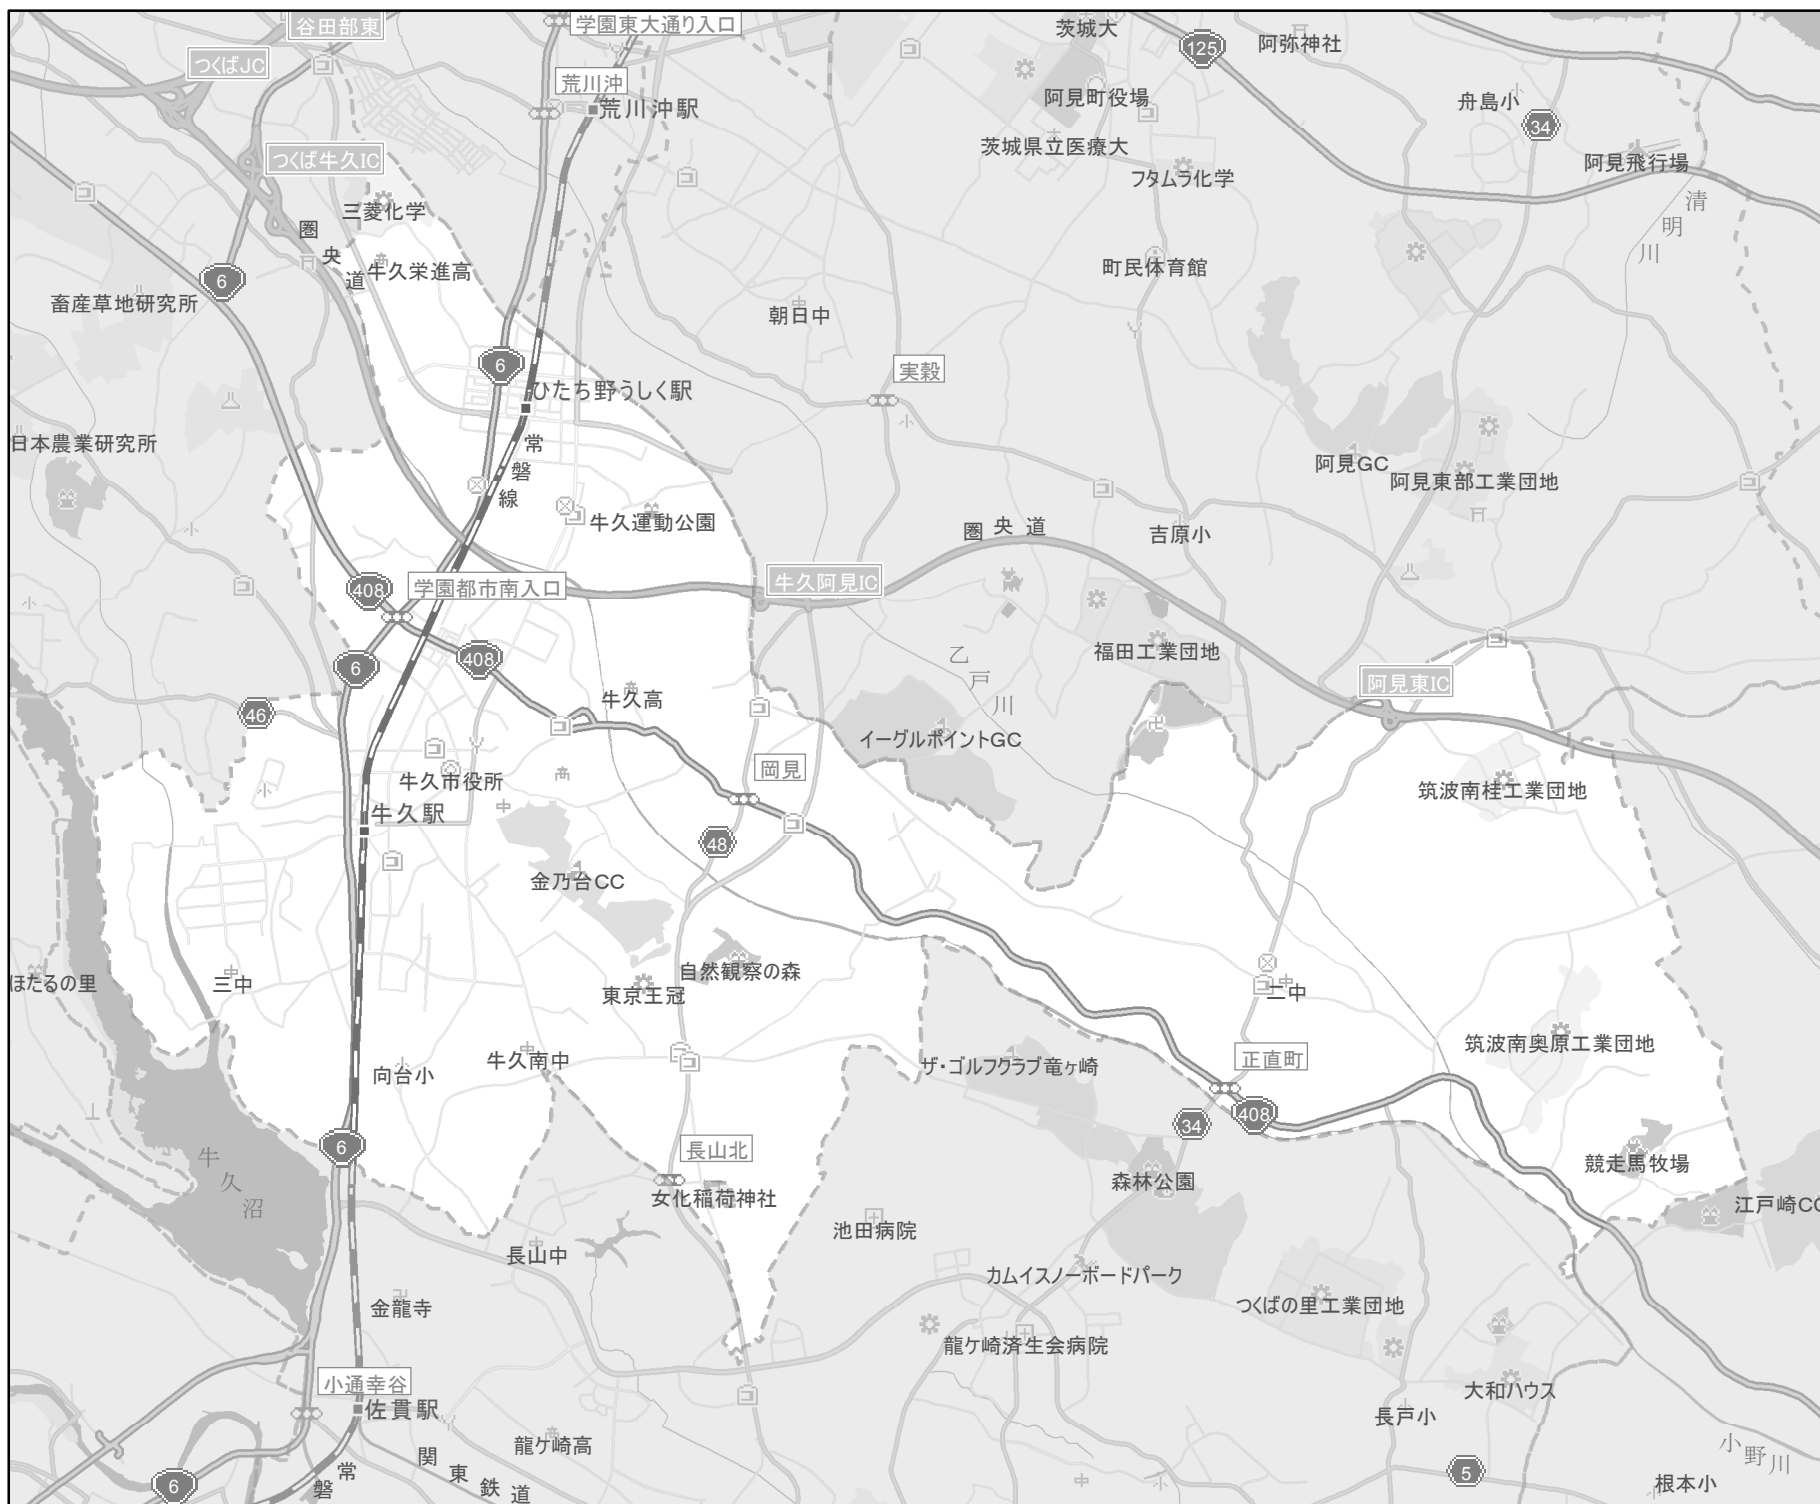 谷田部東
学園東大通り入口
茨城大
125
阿弥神社
つくばJC
荒川沖
荒川沖駅
阿見町役場
舟島小
34
つくば牛久IC
茨城県立医療大
フタムラ化学
阿見飛行場
三菱化学
清明川
圏央道
牛久栄進高
町民体育館
6
畜産草地研究所
朝日中
6
実穀
ひたち野うしく駅
日本農業研究所
常磐線
阿見GC
阿見東部工業団地
牛久運動公園
圏央道
吉原小
408
学園都市南入口
牛久阿見IC
6
408
乙戸川
福田工業団地
阿見東IC
46
牛久高
イーグルポイントGC
岡見
牛久市役所
筑波南桂工業団地
牛久駅
48
金乃台CC
ほたるの里
三中
自然観察の森
東京王冠
二中
向台小
牛久南中
ザ・ゴルフクラブ竜ヶ崎
正直町
筑波南奥原工業団地
34
408
6
牛久沼
長山北
森林公園
競走馬牧場
女化稲荷神社
江戸崎CC
池田病院
長山中
カムイスノーボードパーク
金龍寺
つくばの里工業団地
龍ケ崎済生会病院
小通幸谷
佐貫駅
大和ハウス
長戸小
龍ケ崎高
関東鉄道
常磐
6
5
小野川
根本小